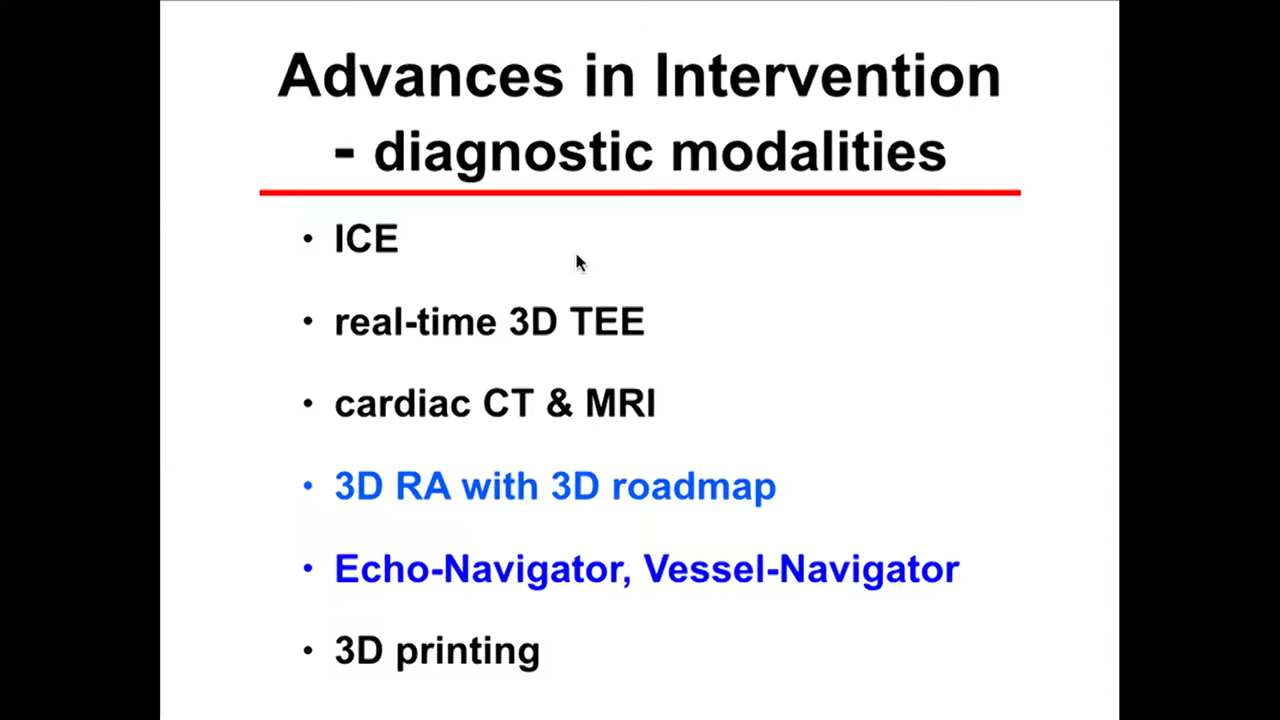 Advances in Intervention
- diagnostic modalities
• ICE
• real-time 3D TEE
• cardiac CT & MRI
• 3D RA with 3D roadmap
• Echo-Navigator, Vessel-Navigator
• 3D printing